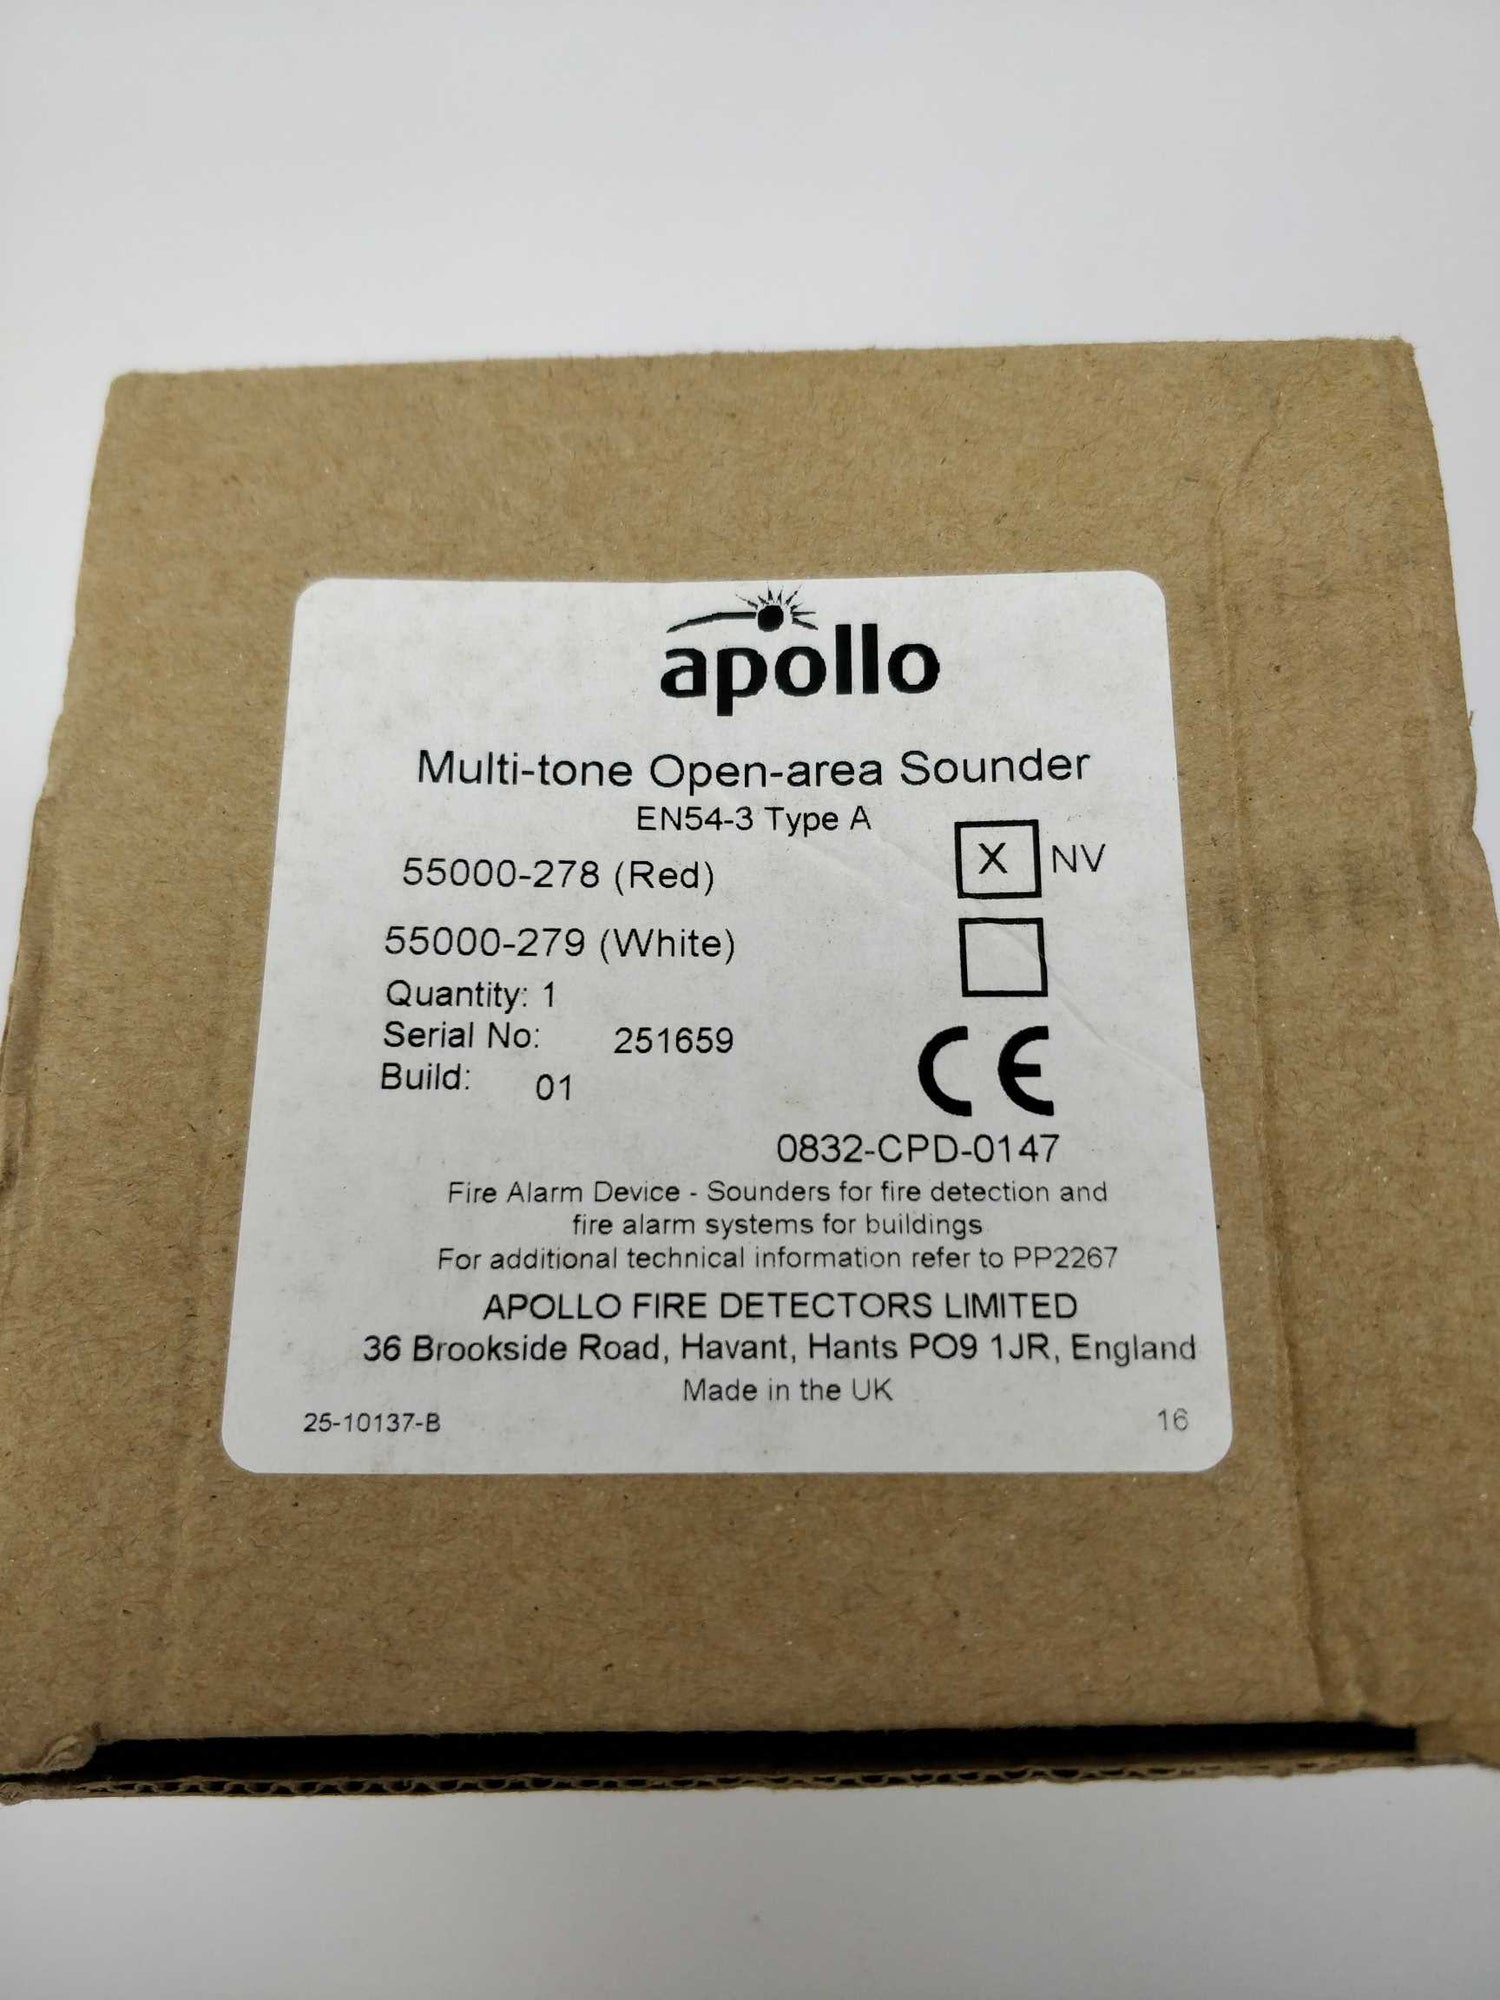 apollo
Multi-tone Open-area Sounder
EN54-3 Type A
55000-278 (Red) X NV
55000-279 (White)
Quantity: 1
Serial No: 251659
Build: 01
CE
0832-CPD-0147
Fire Alarm Device - Sounders for fire detection and
fire alarm systems for buildings
For additional technical information refer to PP2267
APOLLO FIRE DETECTORS LIMITED
36 Brookside Road, Havant, Hants PO9 1JR, England
Made in the UK
25-10137-B 16